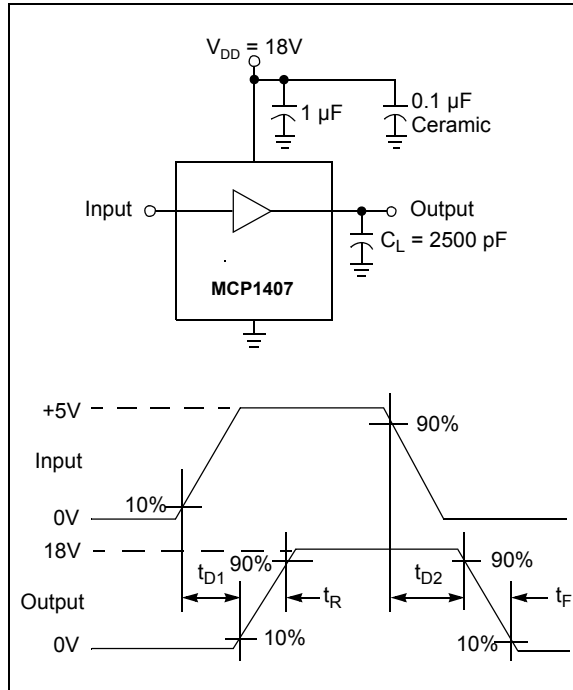 V_DD = 18V
1 µF
0.1 µF
Ceramic
Input
Output
C_L = 2500 pF
MCP1407
+5V
Input
0V
10%
90%
18V
Output
0V
t_D1
90%
10%
t_R
t_D2
90%
10%
t_F